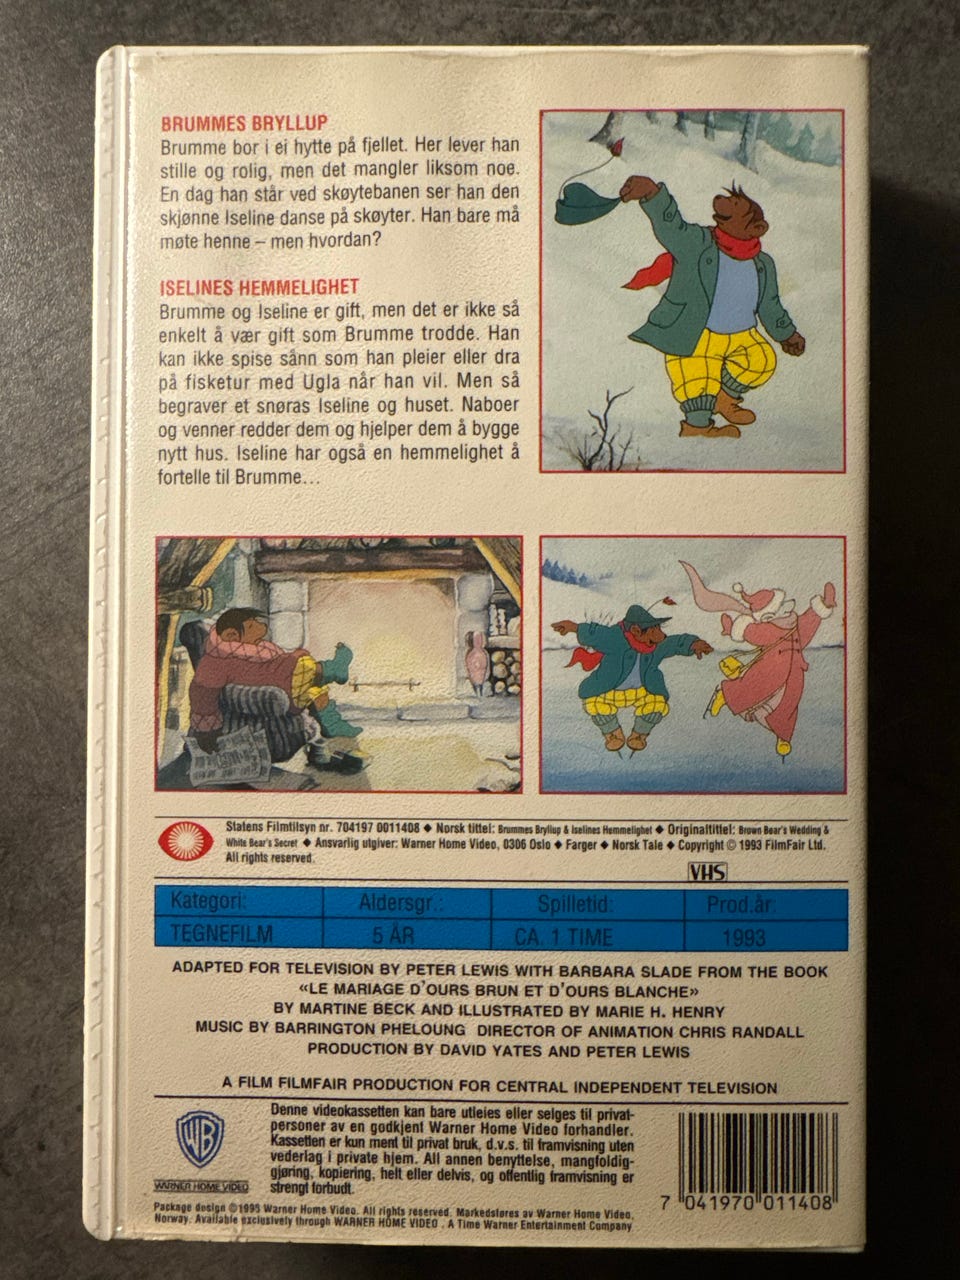 BRUMMES BRYLLUP
Brumme bor i ei hytte på fjellet. Her lever han
stille og rolig, men det mangler liksom noe.
En dag han står ved skøytebanen ser han den
skjønne Iseline danse på skøyter. Han bare må
møte henne – men hvordan?
ISELINES HEMMELIGHET
Brumme og Iseline er gift, men det er ikke så
enkelt å vær gift som Brumme trodde. Han
kan ikke spise sånn som han pleier eller dra
på fisketur med Ugla når han vil. Men så
begraver et snøras Iseline og huset. Naboer
og venner redder dem og hjelper dem å bygge
nytt hus. Iseline har også en hemmelighet å
fortelle til Brumme...
Statens Filmtilsyn nr. 704197 0011408 ◆ Norsk tittel: Brummes Bryllup & Iselines Hemmelighet ◆ Originaltittel: Brown Bear's Wedding &
White Bear's Secret ◆ Ansvarlig utgiver: Warner Home Video, 0306 Oslo ◆ Farger ◆ Norsk Tale ◆ Copyright © 1993 FilmFair Ltd.
All rights reserved.
VHS
Kategori: Aldersgr.: Spilletid: Prod.år:
TEGNEFILM 5 ÅR CA. 1 TIME 1993
ADAPTED FOR TELEVISION BY PETER LEWIS WITH BARBARA SLADE FROM THE BOOK
«LE MARIAGE D'OURS BRUN ET D'OURS BLANCHE»
BY MARTINE BECK AND ILLUSTRATED BY MARIE H. HENRY
MUSIC BY BARRINGTON PHELOUNG DIRECTOR OF ANIMATION CHRIS RANDALL
PRODUCTION BY DAVID YATES AND PETER LEWIS
A FILM FILMFAIR PRODUCTION FOR CENTRAL INDEPENDENT TELEVISION
WB
WARNER HOME VIDEO
Denne videokassetten kan bare utleies eller selges til privat-
personer av en godkjent Warner Home Video forhandler.
Kassetten er kun ment til privat bruk, d.v.s. til framvisning uten
vederlag i private hjem. All annen benyttelse, mangfoldig-
gjøring, kopiering, helt eller delvis, og offentlig framvisning er
strengt forbudt.
7 041970 011408
Package design ©1995 Warner Home Video. All rights reserved. Markedsføres av Warner Home Video,
Norway. Available exclusively through WARNER HOME VIDEO . A Time Warner Entertainment Company